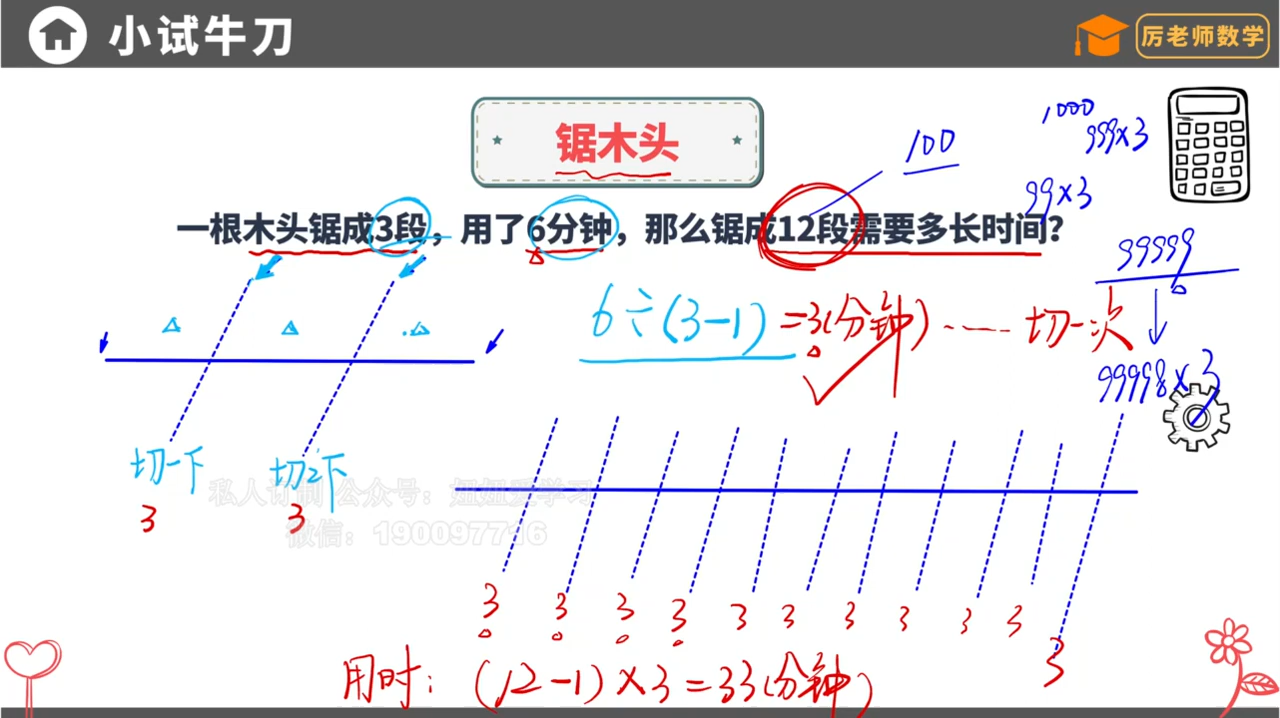 小试牛刀
厉老师数学
锯木头
100
1000
999×3
99×3
一根木头锯成3段，用了6分钟，那么锯成12段需要多长时间?
99999
6÷(3-1)=3(分钟)······切一次
99998×3
切一下
切2下
3
3
私人订制 公众号：妞妞爱学习
微信：190097716
3 3 3 3 3 3 3 3 3 3 3
用时：(12-1)×3=33(分钟)